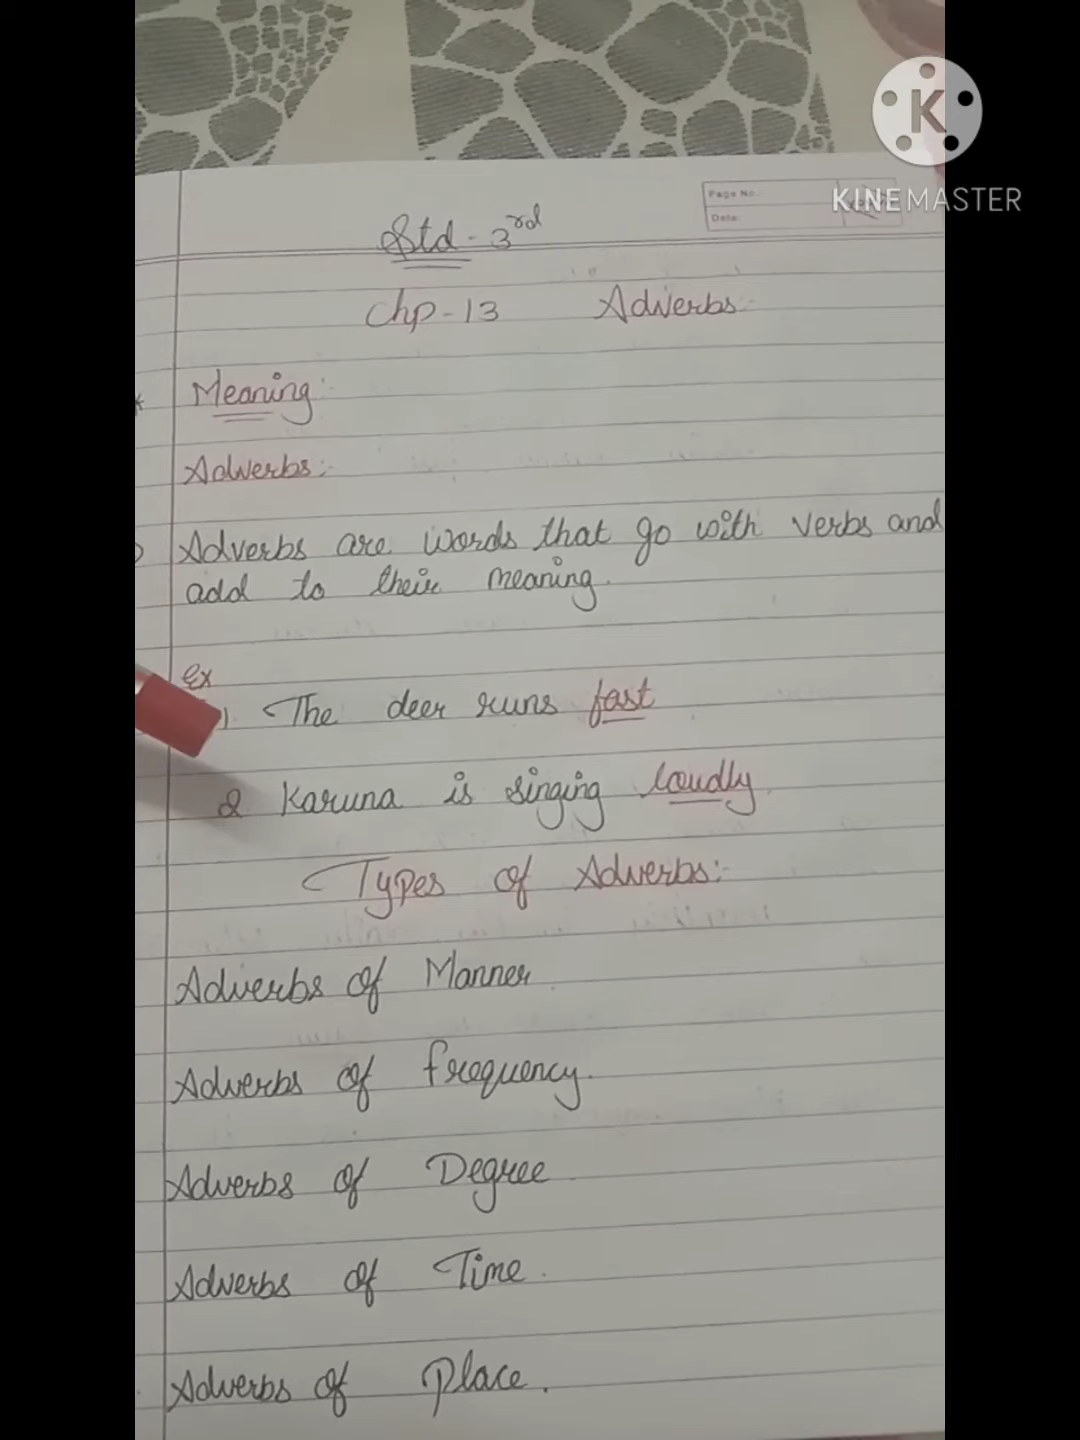 K
KINEMASTER
Page No.:
Date:
Std - 3rd
Chp - 13 Adverbs:-
Meaning:-
Adverbs:-
Adverbs are words that go with verbs and
add to their meaning.
Ex
1) The deer runs fast
2 Karuna is singing loudly.
Types of Adverbs:-
Adverbs of Manner.
Adverbs of frequency.
Adverbs of Degree
Adverbs of Time.
Adverbs of Place.